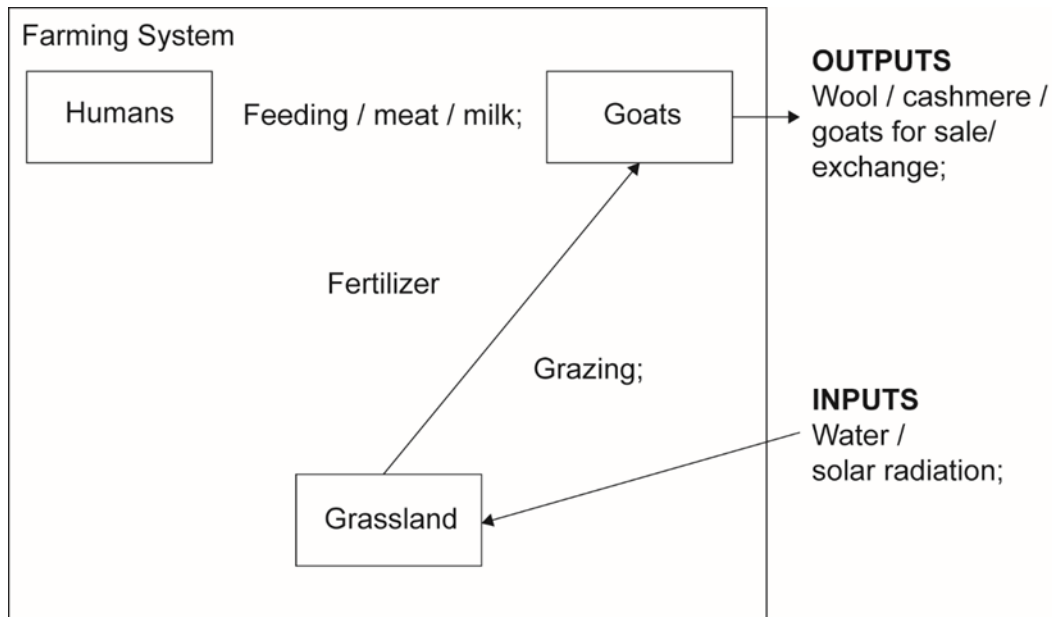 Farming System
Humans
Feeding / meat / milk;
Goats
OUTPUTS
Wool / cashmere /
goats for sale/
exchange;
Fertilizer
Grazing;
INPUTS
Water /
solar radiation;
Grassland